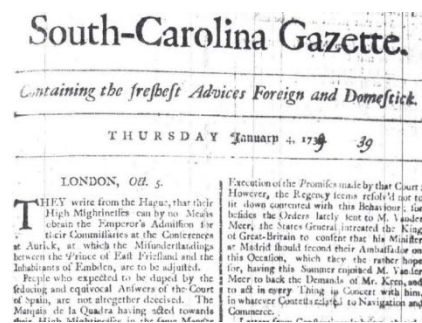 South-Carolina Gazette.
Containing the freſheſt Advices Foreign and Domeſtick.
THURSDAY January 4, 173 39
LONDON, Oct. 5.
THEY write from the Hague, that their
High Mightineſſes can by no Means
obtain the Emperor's Admiſſion for
their Commiſſaries at the Conferences
at Aurick, at which the Miſunderſtandings
between the Prince of Eaſt Frieſland and the
Inhabitants of Embden, are to be adjuſted.
People who expected to be duped by the
ſeducing and equivocal Anſwers of the Court
of Spain, are not altogether deceived. The
Marquis de la Quadra having acted towards
their High Mightineſſes in the ſame Manner
Execution of the Promiſes made by that Court;
However, the Regency ſeems reſolv'd not to
ſit down contented with this Behaviour; for
beſides the Orders lately ſent to M. Vander
Meer, the States General intreated the King
of Great-Britain to conſent that his Miniſter
at Madrid ſhould ſecond their Ambaſſador on
this Occaſion, which they the rather hope
for, having this Summer enjoined M. Vander
Meer to back the Demands of Mr. Keen, and
to act in every Thing in Concert with him,
in whatever Conteſts relate to Navigation and
Commerce.
Letters from